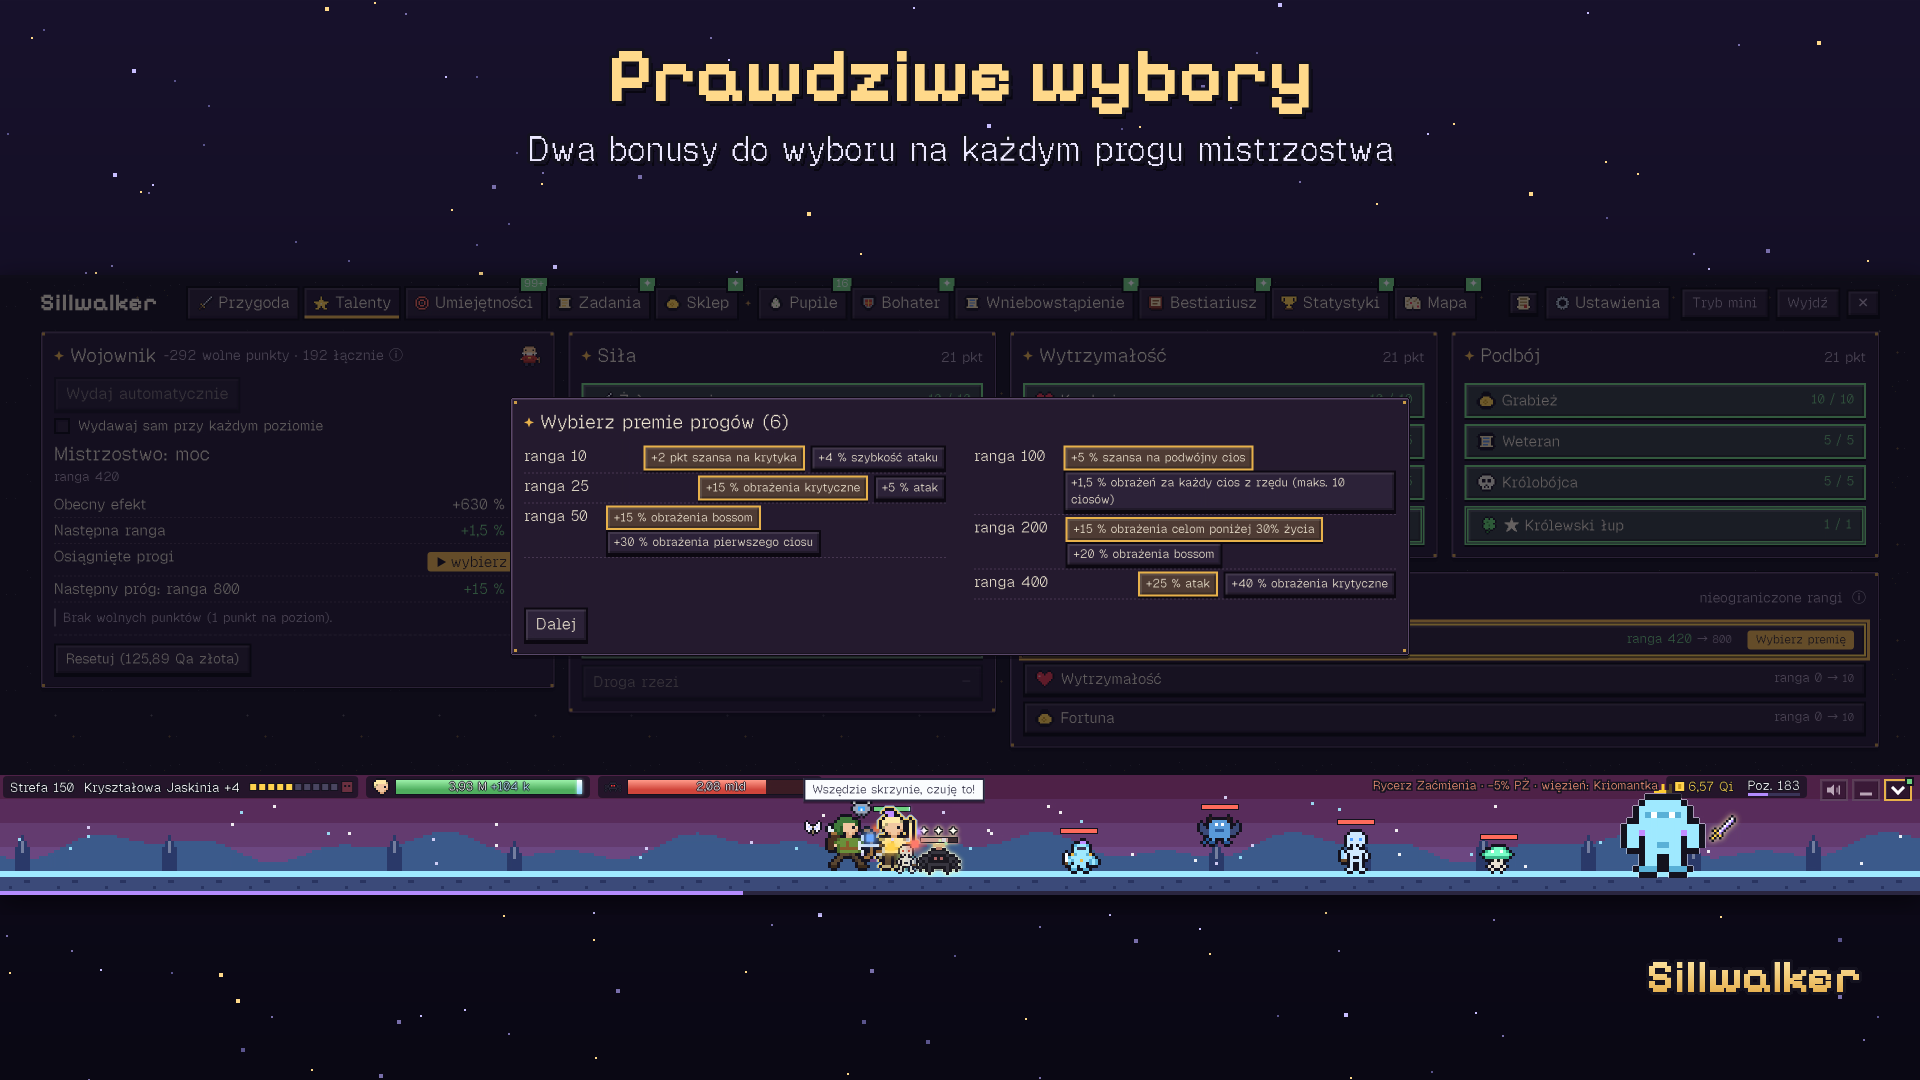 Prawdziwe wybory
Dwa bonusy do wyboru na każdym progu mistrzostwa
Sillwalker
Przygoda
Talenty
99+
Umiejętności
Zadania
Sklep
18
Pupile
Bohater
Wniebowstąpienie
Bestiariusz
Statystyki
Mapa
Ustawienia
Tryb mini
Wyjdź
Wojownik -292 wolne punkty · 192 łącznie
Wydaj automatycznie
Wydawaj sam przy każdym poziomie
Mistrzostwo: moc
ranga 420
Obecny efekt +630 %
Następna ranga +1,5 %
Osiągnięte progi wybierz
Następny próg: ranga 800 +15 %
Brak wolnych punktów (1 punkt na poziom).
Resetuj (125,89 Qa złota)
Siła 21 pkt
Droga rzezi
Wytrzymałość 21 pkt
Podbój 21 pkt
Grabież 10 / 10
Weteran 5 / 5
Królobójca 5 / 5
Królewski łup 1 / 1
nieograniczone rangi
ranga 420 → 800 Wybierz premię
Wytrzymałość ranga 0 → 10
Fortuna ranga 0 → 10
Wybierz premie progów (6)
ranga 10 +2 pkt szansa na krytyka +4 % szybkość ataku
ranga 25 +15 % obrażenia krytyczne +5 % atak
ranga 50 +15 % obrażenia bossom
+30 % obrażenia pierwszego ciosu
ranga 100 +5 % szansa na podwójny cios
+1,5 % obrażeń za każdy cios z rzędu (maks. 10
ciosów)
ranga 200 +15 % obrażenia celom poniżej 30% życia
+20 % obrażenia bossom
ranga 400 +25 % atak +40 % obrażenia krytyczne
Dalej
Strefa 150 Kryształowa Jaskinia +4
3,93 M +104 k
2,08 mld
Wszędzie skrzynie, czuję to!
Rycerz Zaćmienia · -5% PŻ · więzień: Kriomantka
6,57 Qi
Poz. 183
Sillwalker